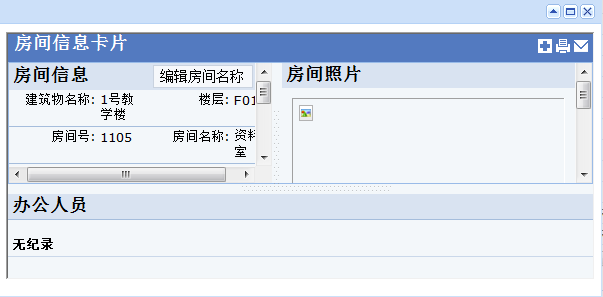 房间信息卡片
房间信息 编辑房间名称
建筑物名称: 1号教学楼 楼层: F01
房间号: 1105 房间名称: 资料室
房间照片
办公人员
无纪录